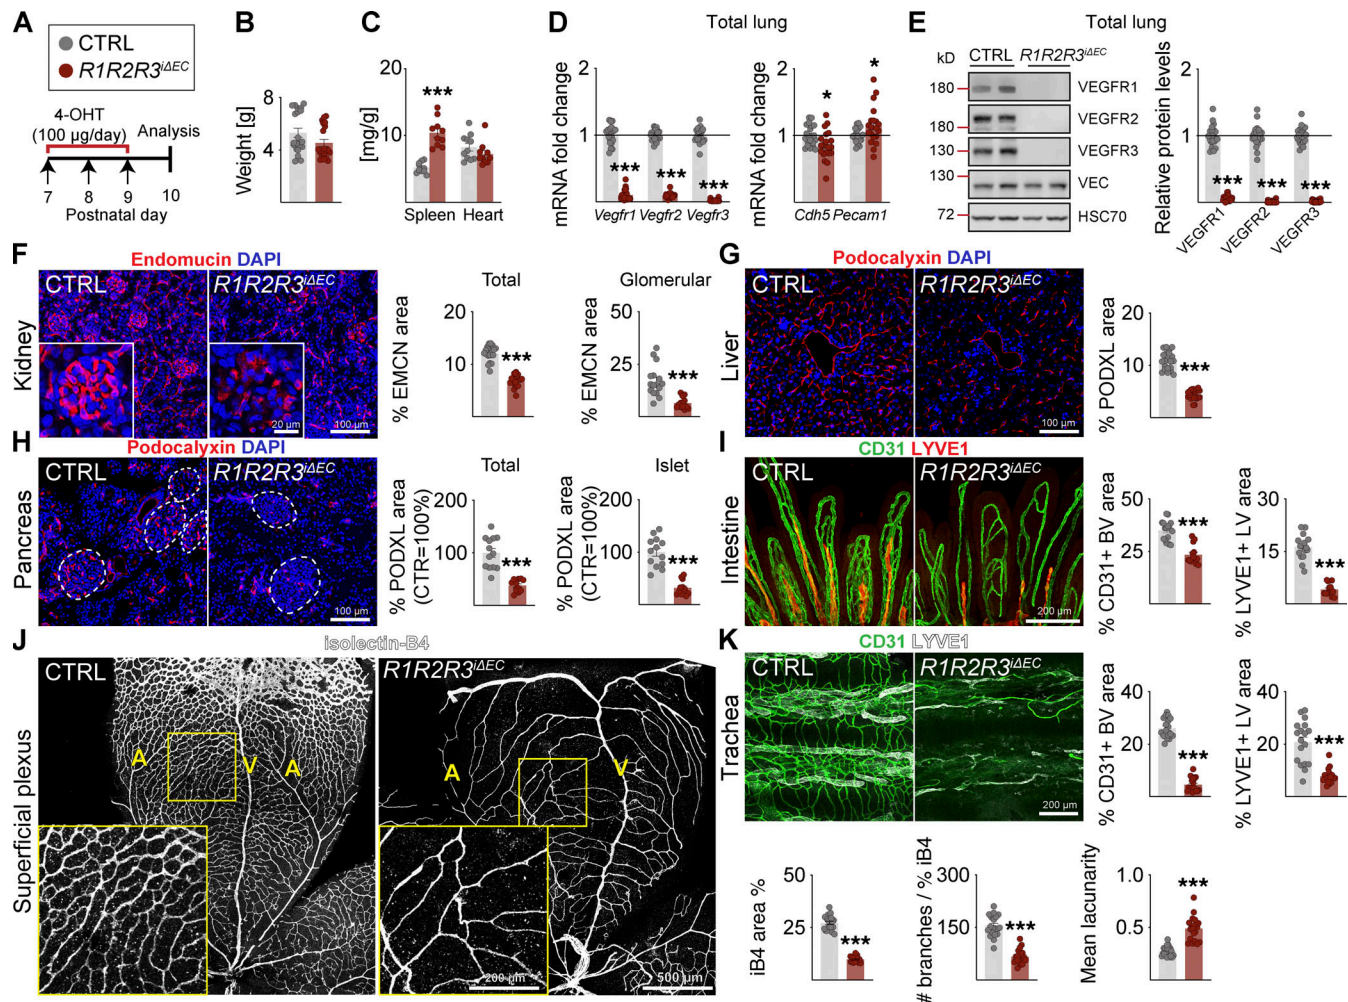 A
CTRL
R1R2R3iΔEC
4-OHT
(100 µg/day)
Analysis
7 8 9 10
Postnatal day
B
Weight [g]
8
4
C
[mg/g]
20
10
***
Spleen Heart
D
Total lung
mRNA fold change
2
1
*** *** ***
Vegfr1 Vegfr2 Vegfr3
mRNA fold change
2
1
* *
Cdh5 Pecam1
E
Total lung
kD CTRL R1R2R3iΔEC
180 VEGFR1
180 VEGFR2
130 VEGFR3
130 VEC
72 HSC70
Relative protein levels
2
1
*** *** ***
VEGFR1 VEGFR2 VEGFR3
F
Endomucin DAPI
Kidney
CTRL R1R2R3iΔEC
20 µm 100 µm
Total
% EMCN area
20
10
***
Glomerular
% EMCN area
50
25
***
G
Podocalyxin DAPI
Liver
CTRL R1R2R3iΔEC
100 µm
% PODXL area
20
10
***
H
Podocalyxin DAPI
Pancreas
CTRL R1R2R3iΔEC
100 µm
Total
% PODXL area
(CTR=100%)
200
100
***
Islet
% PODXL area
(CTR=100%)
200
100
***
I
CD31 LYVE1
Intestine
CTRL R1R2R3iΔEC
200 µm
% CD31+ BV area
50
25
***
% LYVE1+ LV area
30
15
***
J
isolectin-B4
Superficial plexus
CTRL R1R2R3iΔEC
A V A
A V
200 µm 500 µm
K
CD31 LYVE1
Trachea
CTRL R1R2R3iΔEC
200 µm
% CD31+ BV area
40
20
***
% LYVE1+ LV area
40
20
***
iB4 area %
50
25
***
# branches / % iB4
300
150
***
Mean lacunarity
1.0
0.5
***